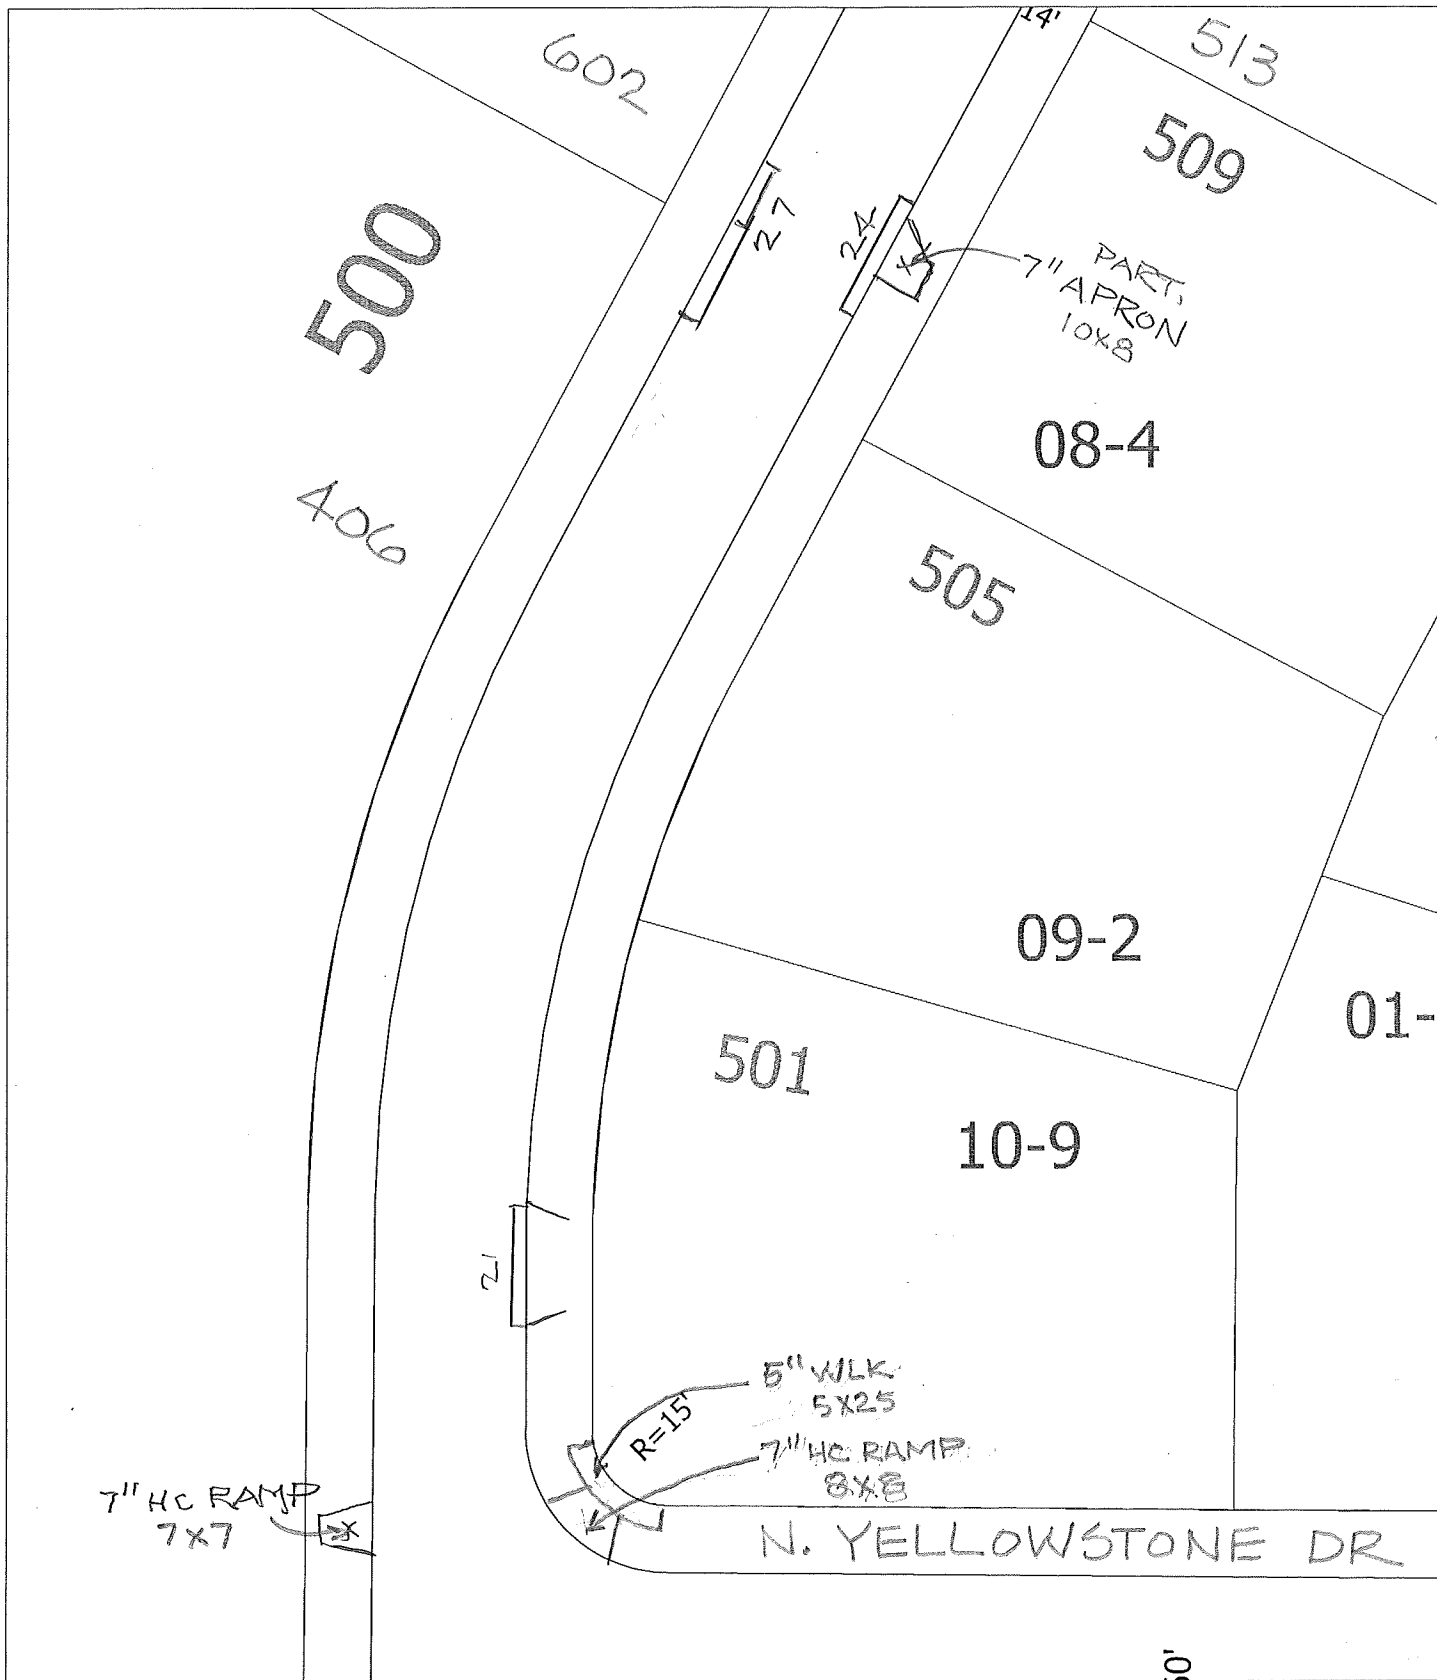 14'
513
602
509
500
27
24
7" PART.
APRON
10X8
08-4
406
505
09-2
01-
501
10-9
21
5" WLK
5X25
R=15'
7" HC RAMP
8X8
7" HC RAMP
7X7
N. YELLOWSTONE DR